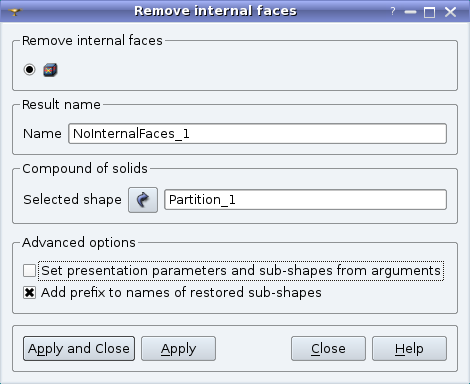 Remove internal faces
?
Remove internal faces
Result name
Name NoInternalFaces_1
Compound of solids
Selected shape Partition_1
Advanced options
Set presentation parameters and sub-shapes from arguments
Add prefix to names of restored sub-shapes
Apply and Close Apply Close Help